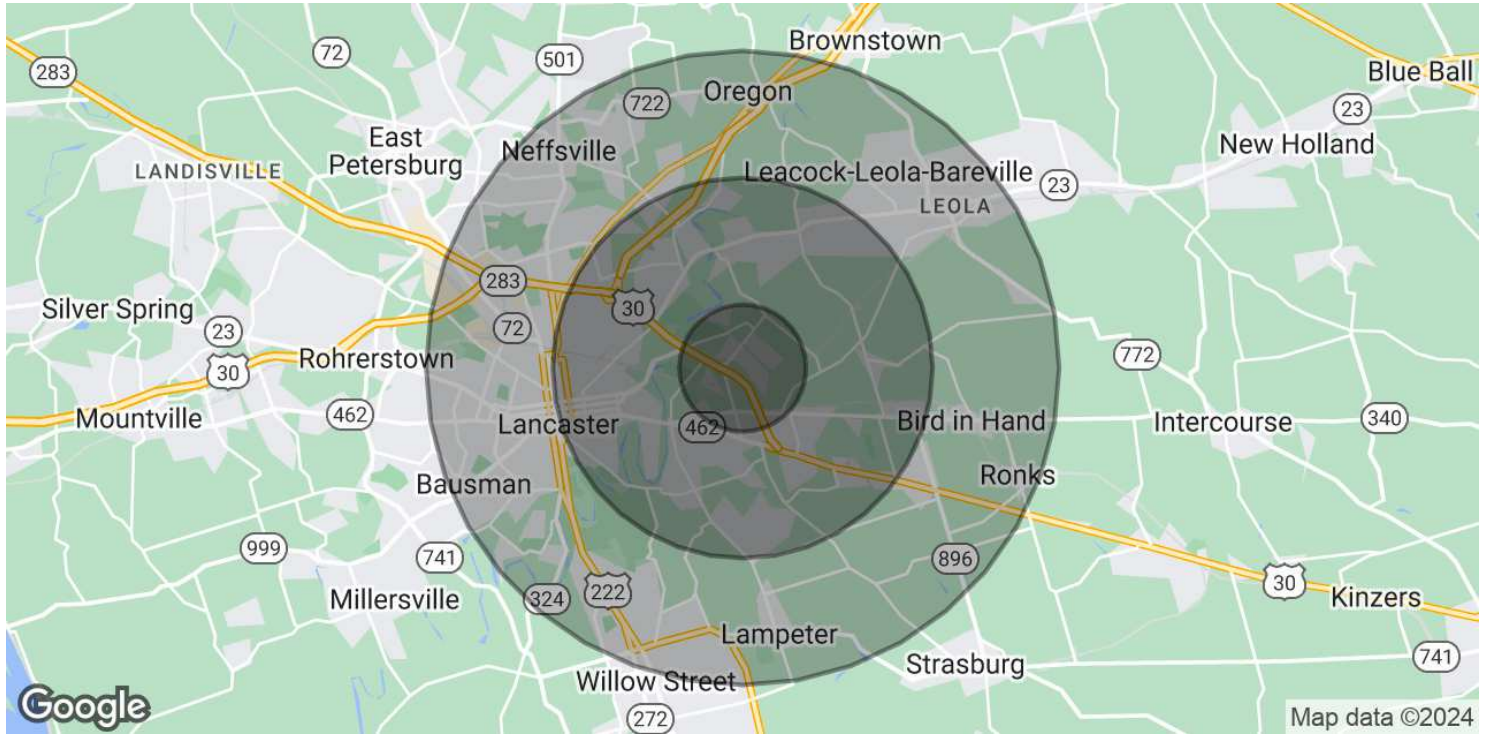 Brownstown
72
501
283
Blue Ball
Oregon
722
23
East
Petersburg
New Holland
Neffsville
LANDISVILLE
Leacock-Leola-Bareville
23
LEOLA
283
30
Silver Spring
23
72
772
Rohrerstown
30
462
Mountville
Lancaster
462
Bird in Hand
Intercourse
340
Ronks
Bausman
999
741
896
324
222
30
Millersville
Kinzers
Lampeter
Strasburg
741
Willow Street
272
Google
Map data ©2024